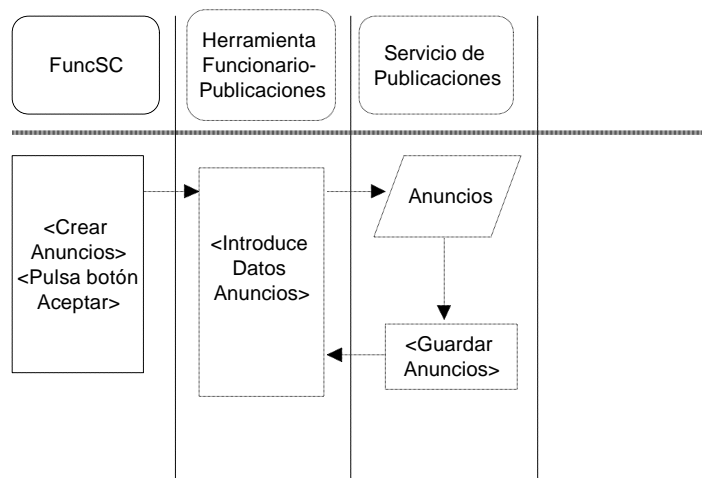 FuncSC
Herramienta
Funcionario-
Publicaciones
Servicio de
Publicaciones
<Crear
Anuncios>
<Pulsa botón
Aceptar>
<Introduce
Datos
Anuncios>
Anuncios
<Guardar
Anuncios>